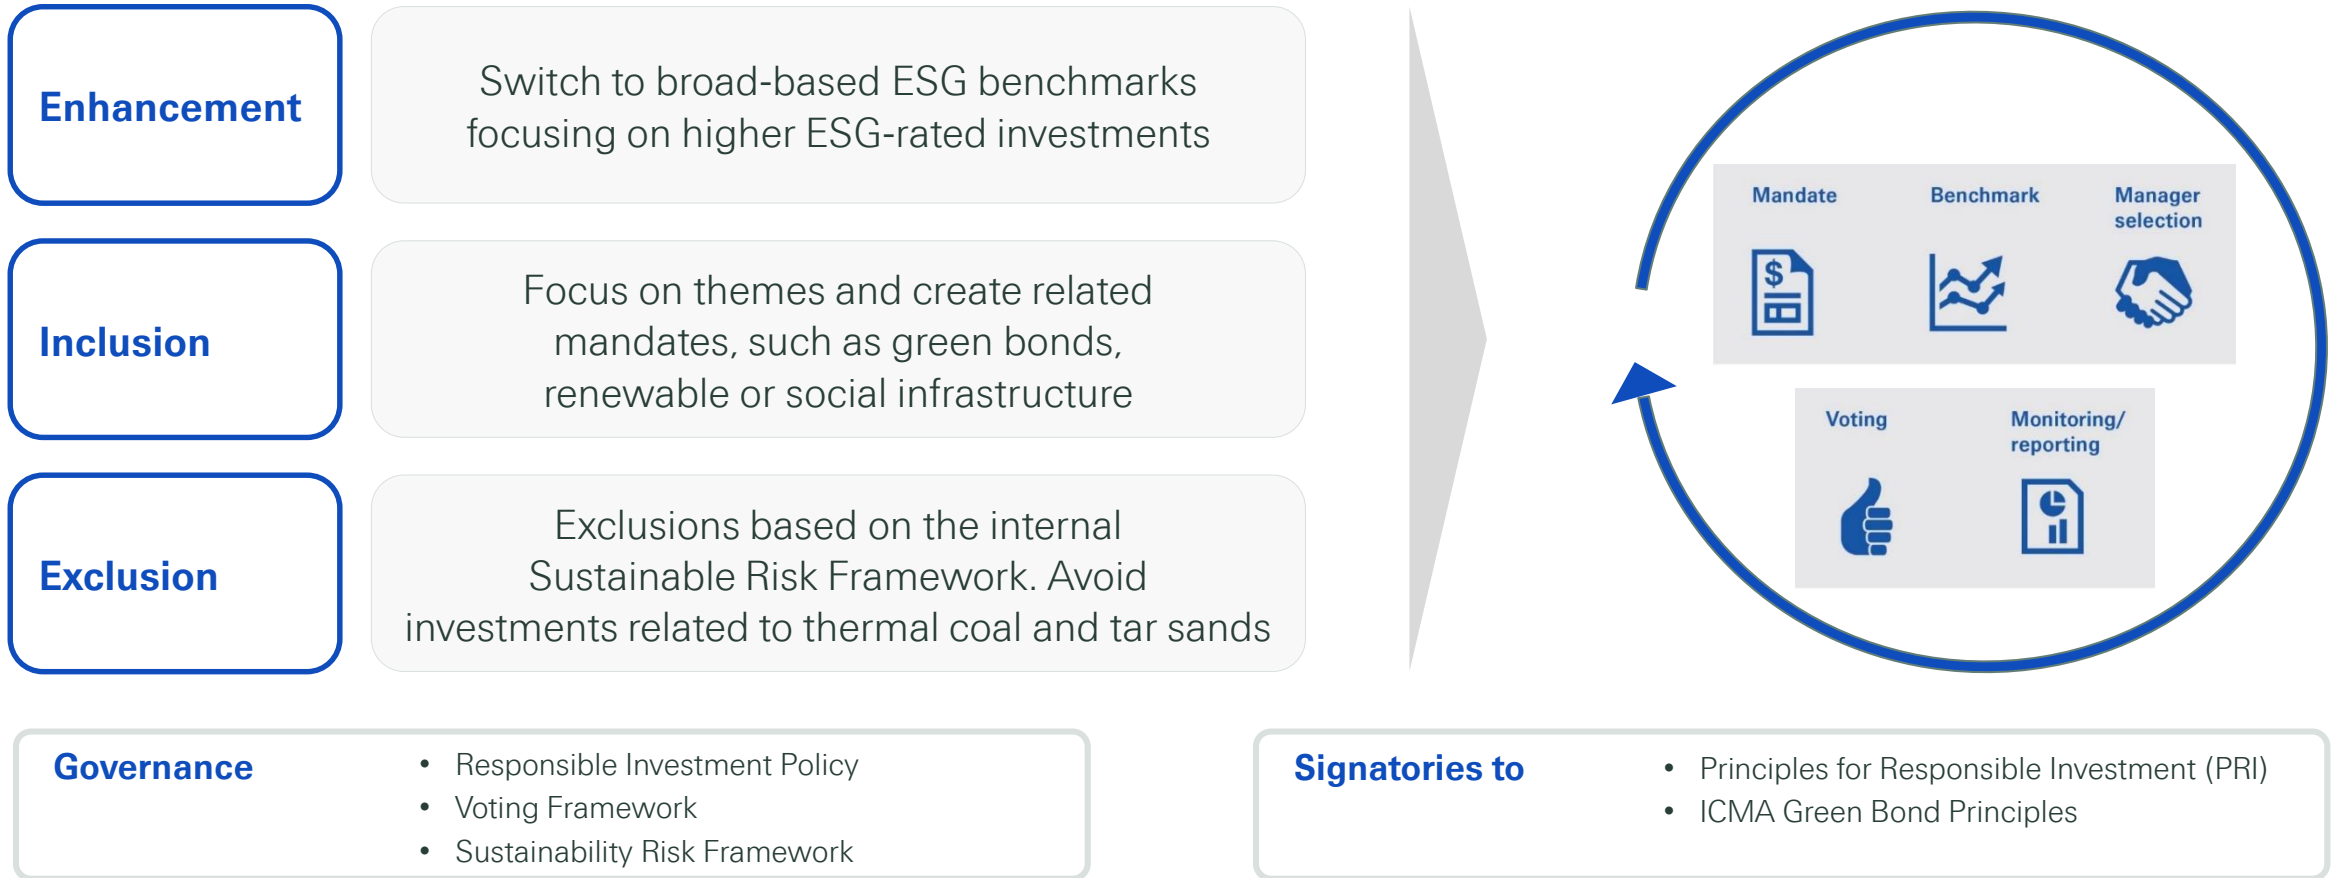 Enhancement
Switch to broad-based ESG benchmarks
focusing on higher ESG-rated investments
Inclusion
Focus on themes and create related
mandates, such as green bonds,
renewable or social infrastructure
Exclusion
Exclusions based on the internal
Sustainable Risk Framework. Avoid
investments related to thermal coal and tar sands
Mandate
Benchmark
Manager
selection
$
Voting
Monitoring/
reporting
Governance
• Responsible Investment Policy
• Voting Framework
• Sustainability Risk Framework
Signatories to
• Principles for Responsible Investment (PRI)
• ICMA Green Bond Principles